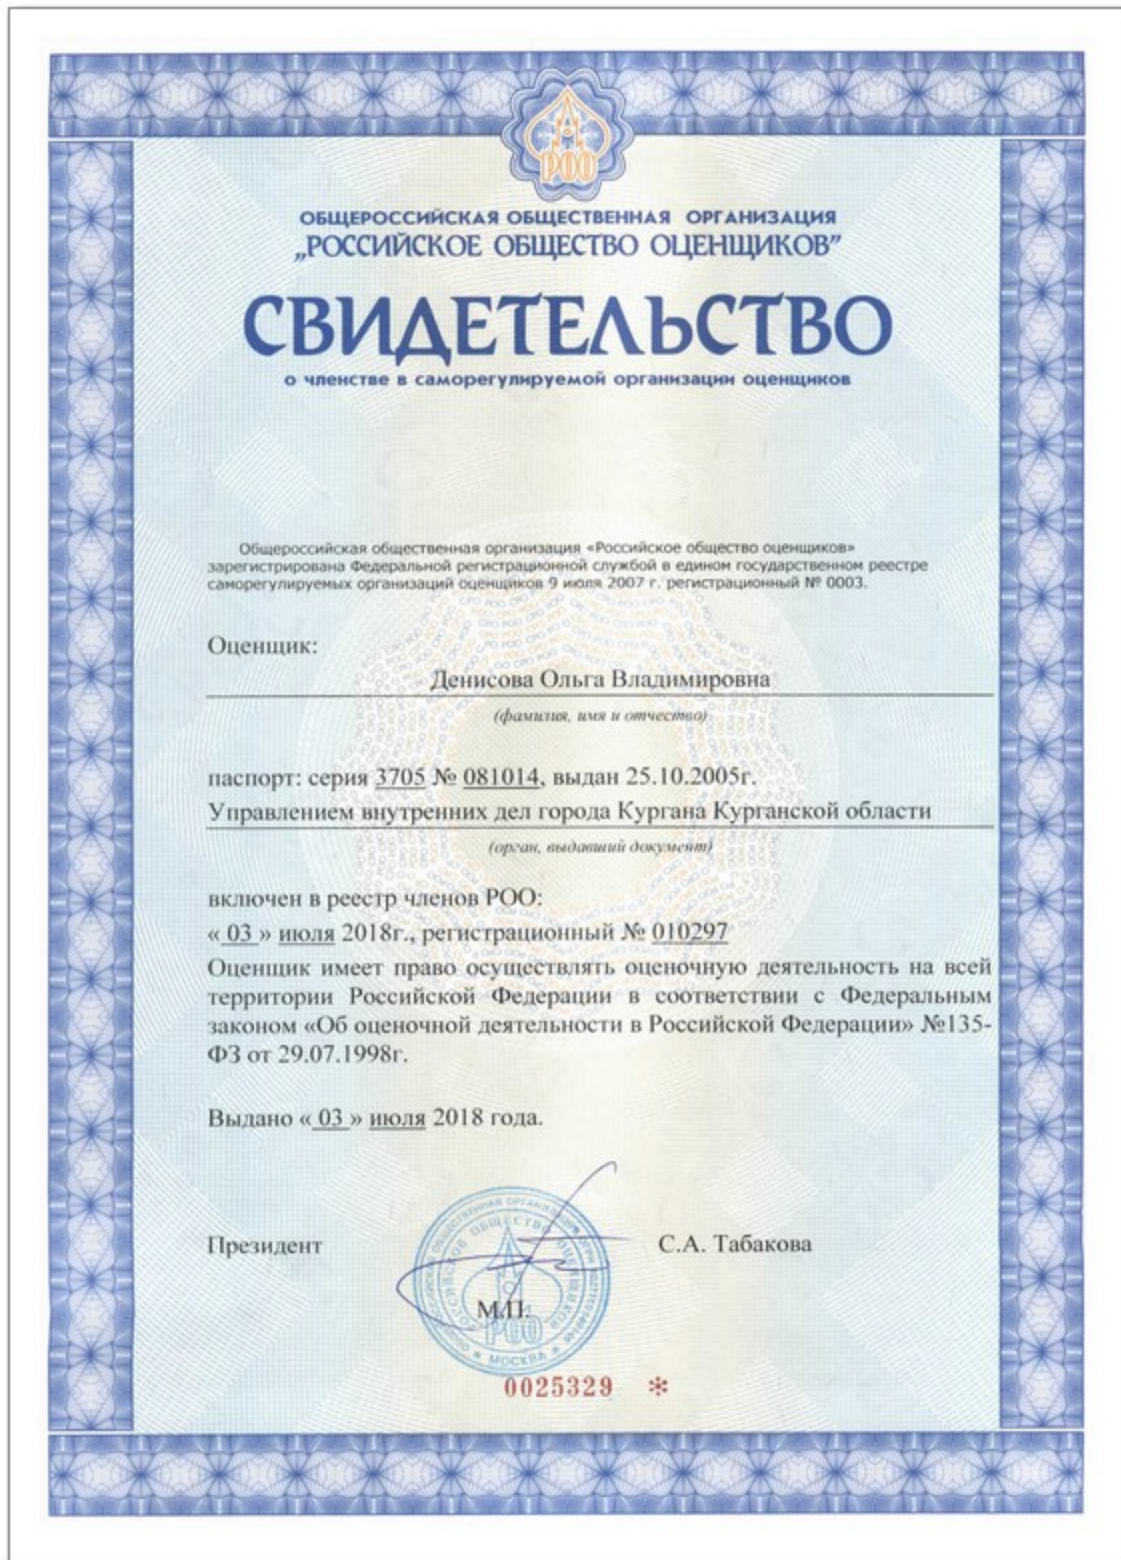 РОО
ОБЩЕРОССИЙСКАЯ ОБЩЕСТВЕННАЯ ОРГАНИЗАЦИЯ
„РОССИЙСКОЕ ОБЩЕСТВО ОЦЕНЩИКОВ”
СВИДЕТЕЛЬСТВО
о членстве в саморегулируемой организации оценщиков
Общероссийская общественная организация «Российское общество оценщиков»
зарегистрирована Федеральной регистрационной службой в едином государственном реестре
саморегулируемых организаций оценщиков 9 июля 2007 г. регистрационный № 0003.
Оценщик:
Денисова Ольга Владимировна
(фамилия, имя и отчество)
паспорт: серия 3705 № 081014, выдан 25.10.2005г.
Управлением внутренних дел города Кургана Курганской области
(орган, выдавший документ)
включен в реестр членов РОО:
« 03 » июля 2018г., регистрационный № 010297
Оценщик имеет право осуществлять оценочную деятельность на всей
территории Российской Федерации в соответствии с Федеральным
законом «Об оценочной деятельности в Российской Федерации» №135-
ФЗ от 29.07.1998г.
Выдано « 03 » июля 2018 года.
Президент
С.А. Табакова
М.П.
РОССИЙСКОЕ ОБЩЕСТВО ОЦЕНЩИКОВ
РОО
МОСКВА
0025329 *